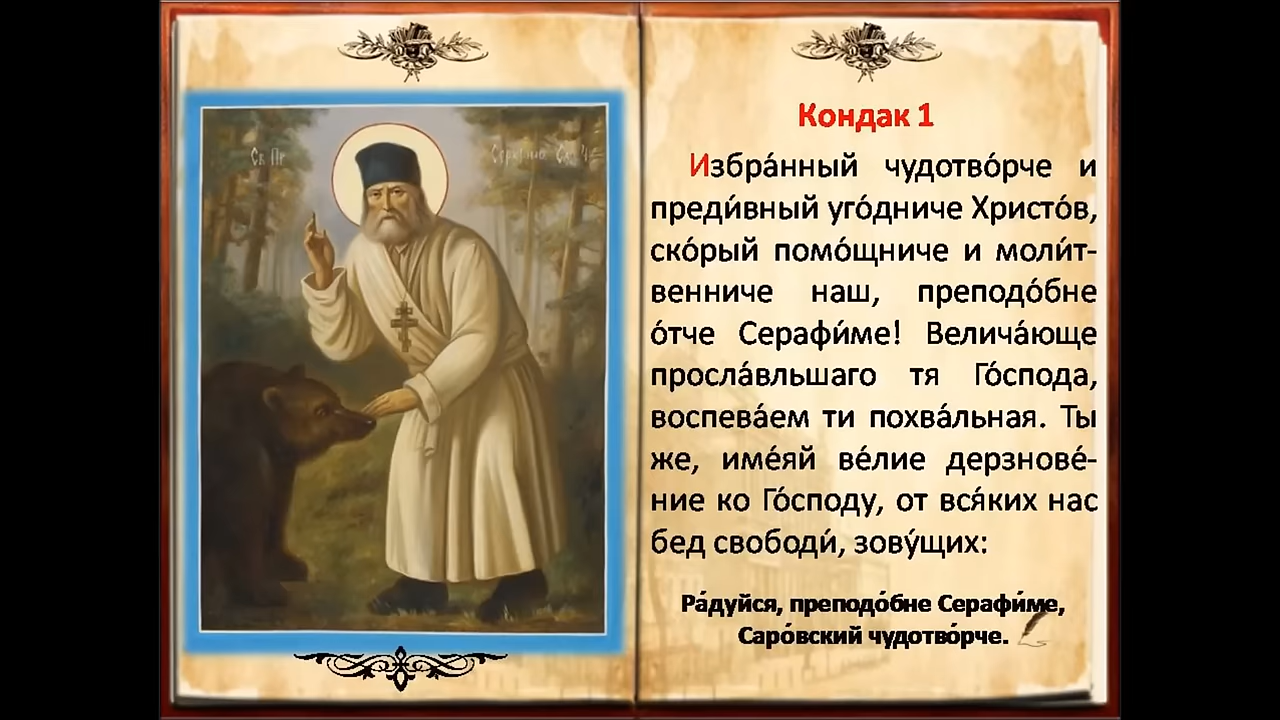 Св Пр
Кондак 1
Избра́нный чудотво́рче и
преди́вный уго́дниче Христо́в,
ско́рый помо́щниче и моли́т-
венниче наш, преподо́бне
о́тче Серафи́ме! Велича́юще
просла́вльшаго тя Го́спода,
воспева́ем ти похва́льная. Ты
же, име́яй ве́лие дерзнове́-
ние ко Го́споду, от вся́ких нас
бед свободи́, зову́щих:
Ра́дуйся, преподо́бне Серафи́ме,
Саро́вский чудотво́рче.